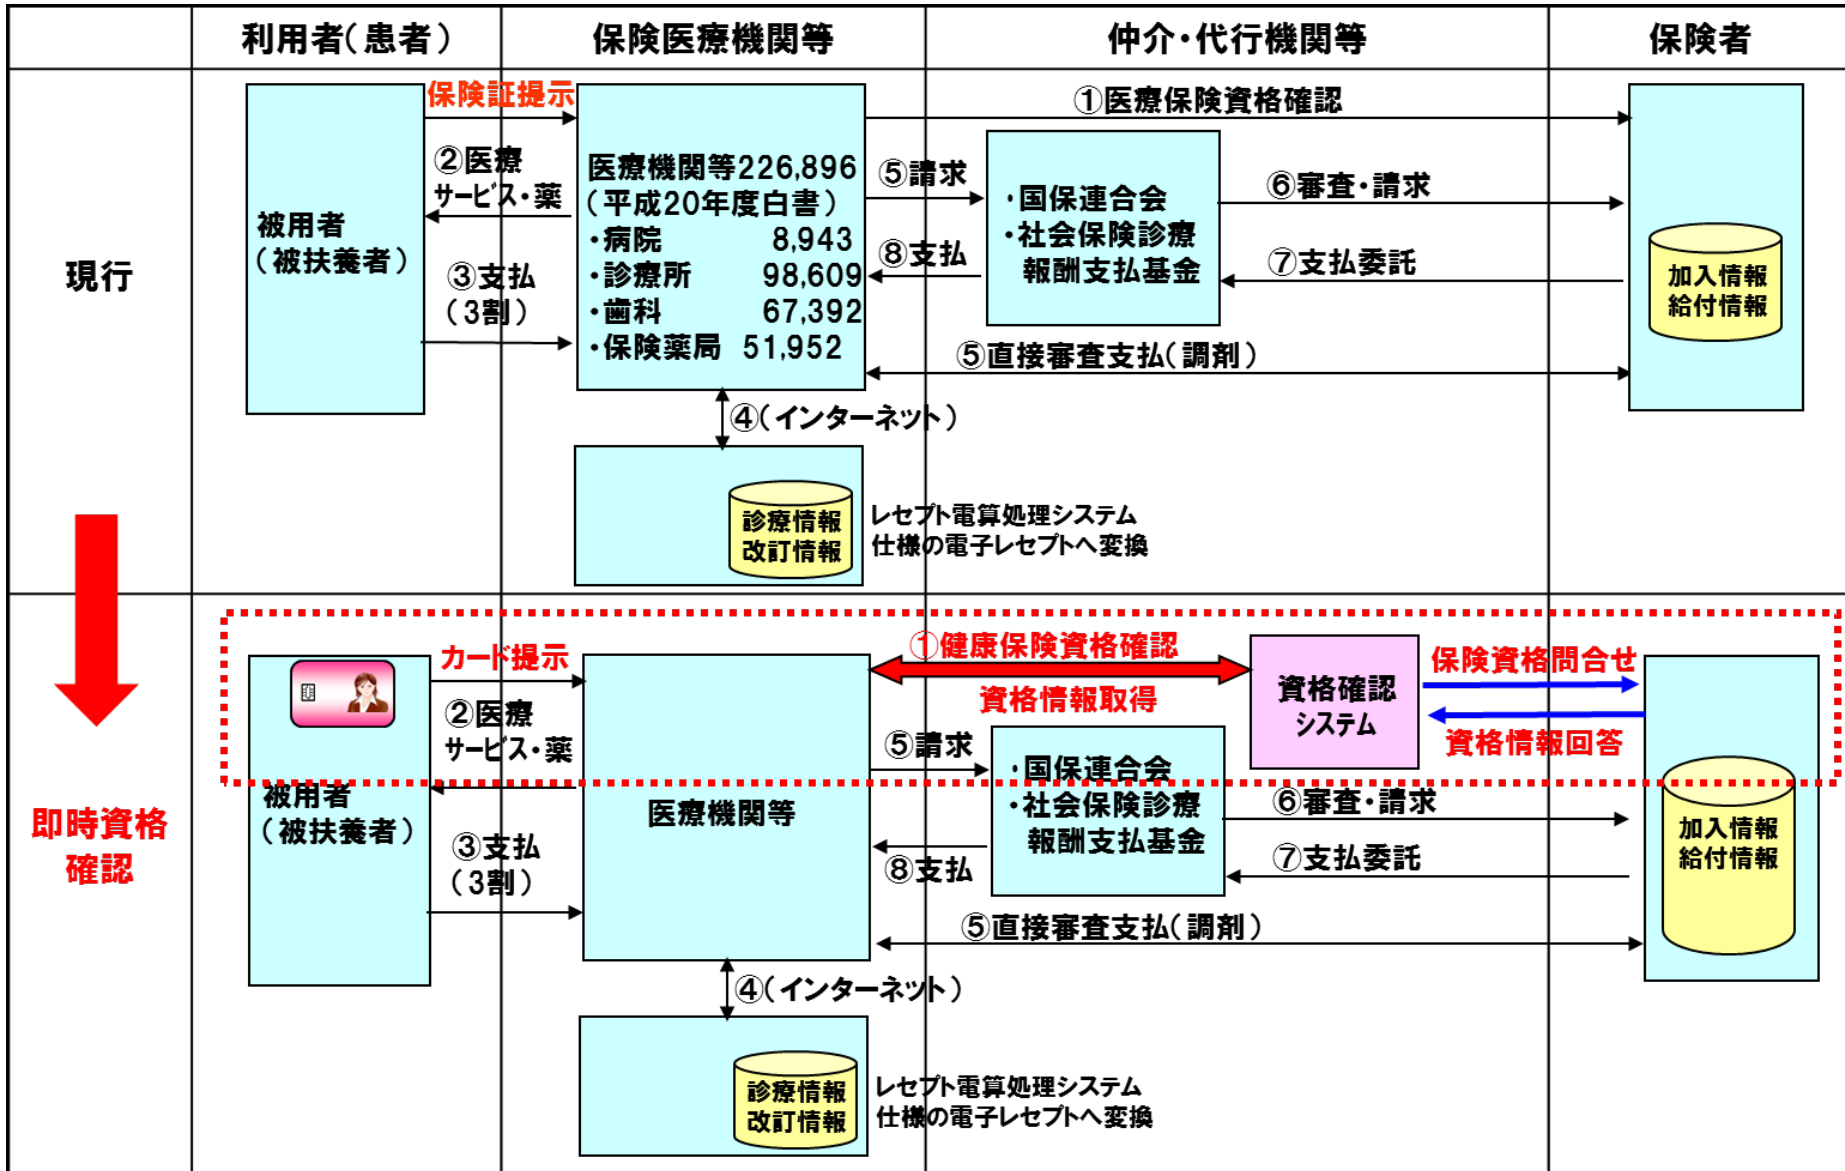 利用者(患者)
保険医療機関等
仲介・代行機関等
保険者
現行
保険証提示
①医療保険資格確認
②医療
サービス・薬
被用者
(被扶養者)
③支払
(3割)
医療機関等226,896
(平成20年度白書)
・病院 8,943
・診療所 98,609
・歯科 67,392
・保険薬局 51,952
⑤請求
⑧支払
・国保連合会
・社会保険診療
報酬支払基金
⑥審査・請求
⑦支払委託
加入情報
給付情報
⑤直接審査支払(調剤)
④(インターネット)
診療情報
改訂情報
レセプト電算処理システム
仕様の電子レセプトへ変換
即時資格
確認
カード提示
①健康保険資格確認
資格情報取得
資格確認
システム
保険資格問合せ
資格情報回答
②医療
サービス・薬
被用者
(被扶養者)
③支払
(3割)
医療機関等
⑤請求
⑧支払
・国保連合会
・社会保険診療
報酬支払基金
⑥審査・請求
⑦支払委託
加入情報
給付情報
⑤直接審査支払(調剤)
④(インターネット)
診療情報
改訂情報
レセプト電算処理システム
仕様の電子レセプトへ変換